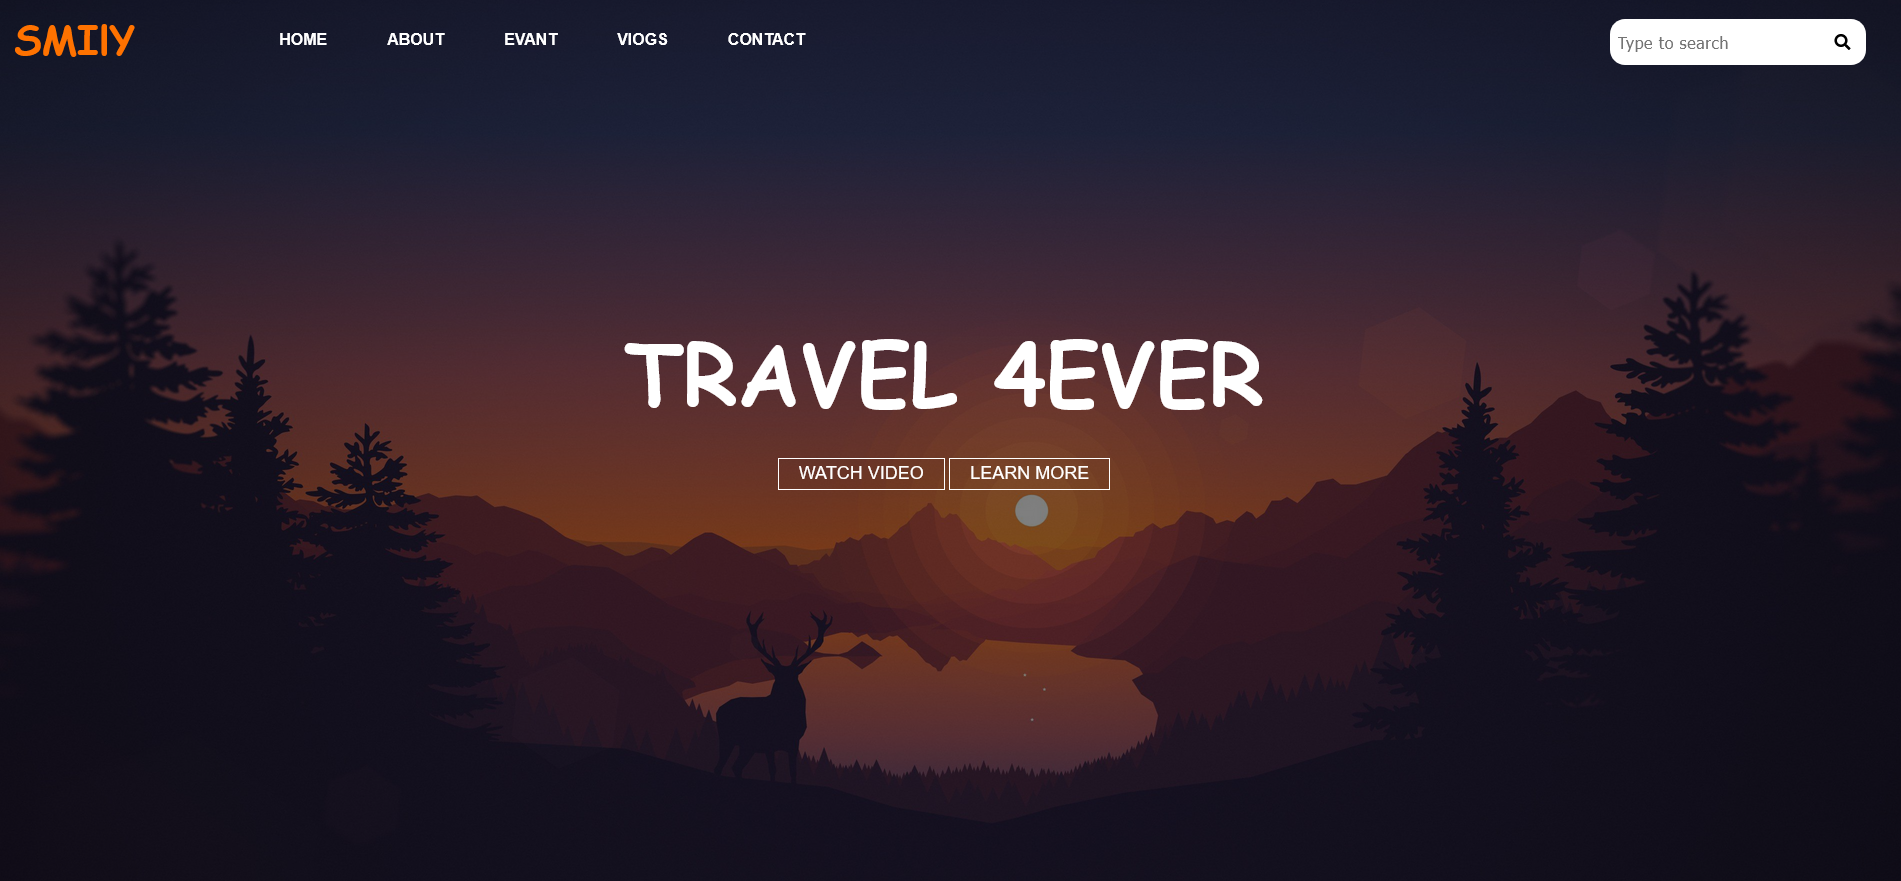 SMIlY
HOME
ABOUT
EVANT
VIOGS
CONTACT
Type to search
TRAVEL 4EVER
WATCH VIDEO
LEARN MORE